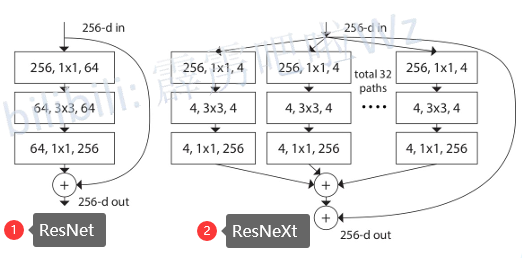 256-d in
256, 1x1, 64
64, 3x3, 64
64, 1x1, 256
+
256-d out
1 ResNet
256-d in
256, 1x1, 4
256, 1x1, 4
total 32
paths
....
256, 1x1, 4
4, 3x3, 4
4, 3x3, 4
4, 3x3, 4
4, 1x1, 256
4, 1x1, 256
4, 1x1, 256
+
+
256-d out
2 ResNeXt
bilibili: 霹雳吧啦Wz